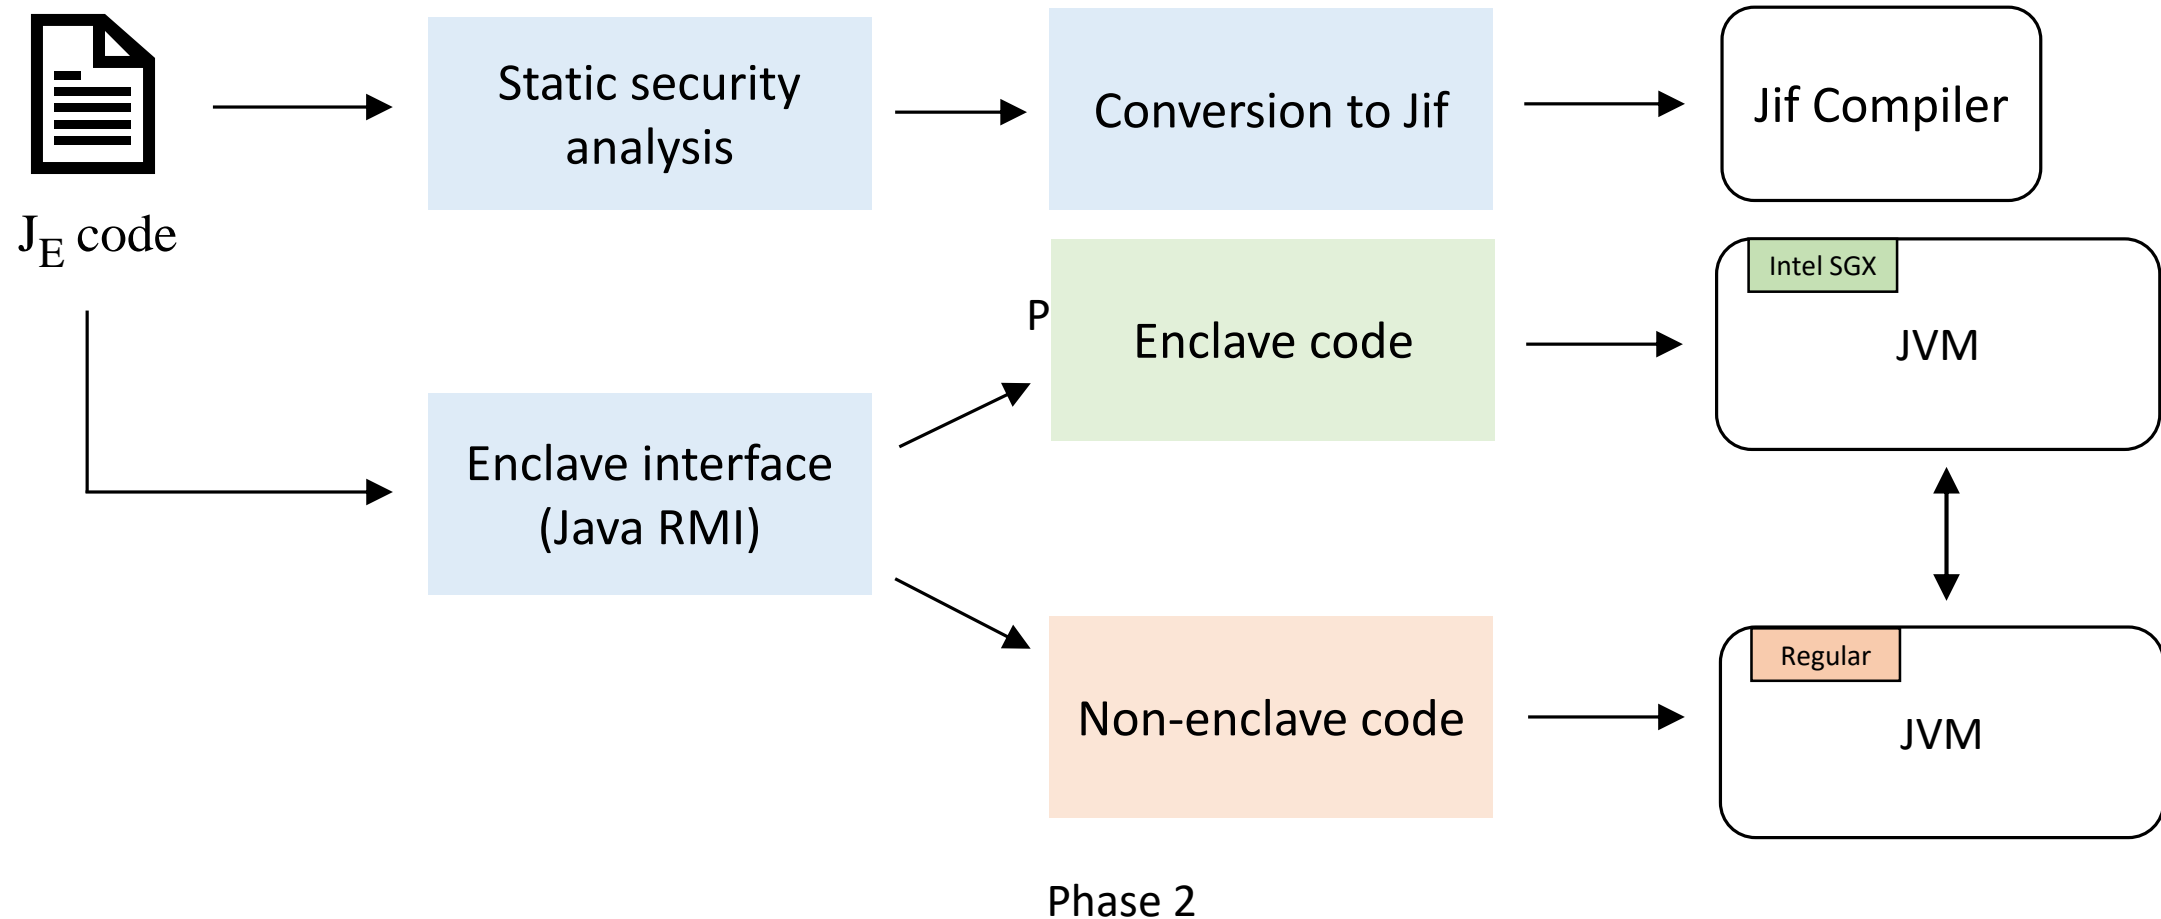 Static security
analysis
Conversion to Jif
Jif Compiler
J_E code
Intel SGX
P
Enclave code
JVM
Enclave interface
(Java RMI)
Regular
Non-enclave code
JVM
Phase 2